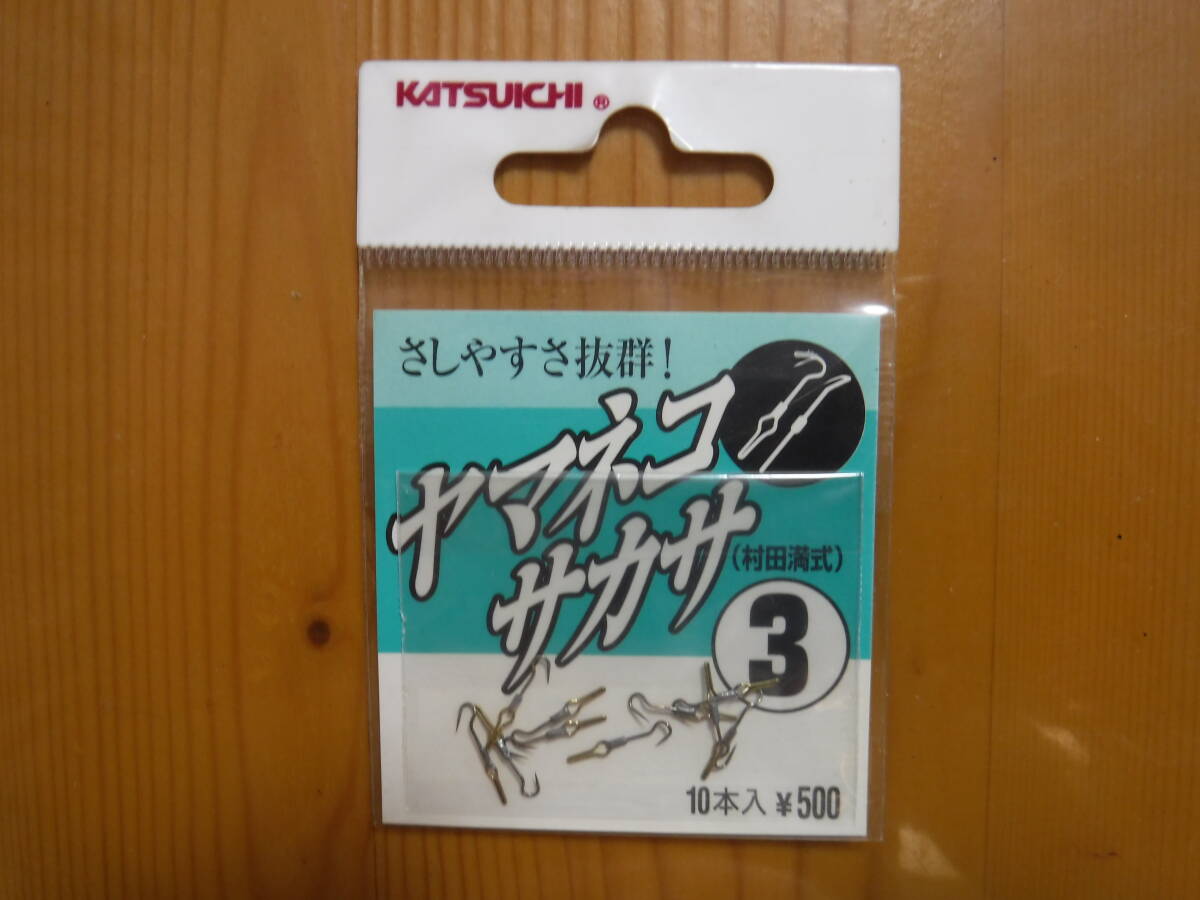 KATSUICHI®
さしやすさ抜群!
ヤマネコ
サカサ
(村田満式)
3
10本入 ¥500